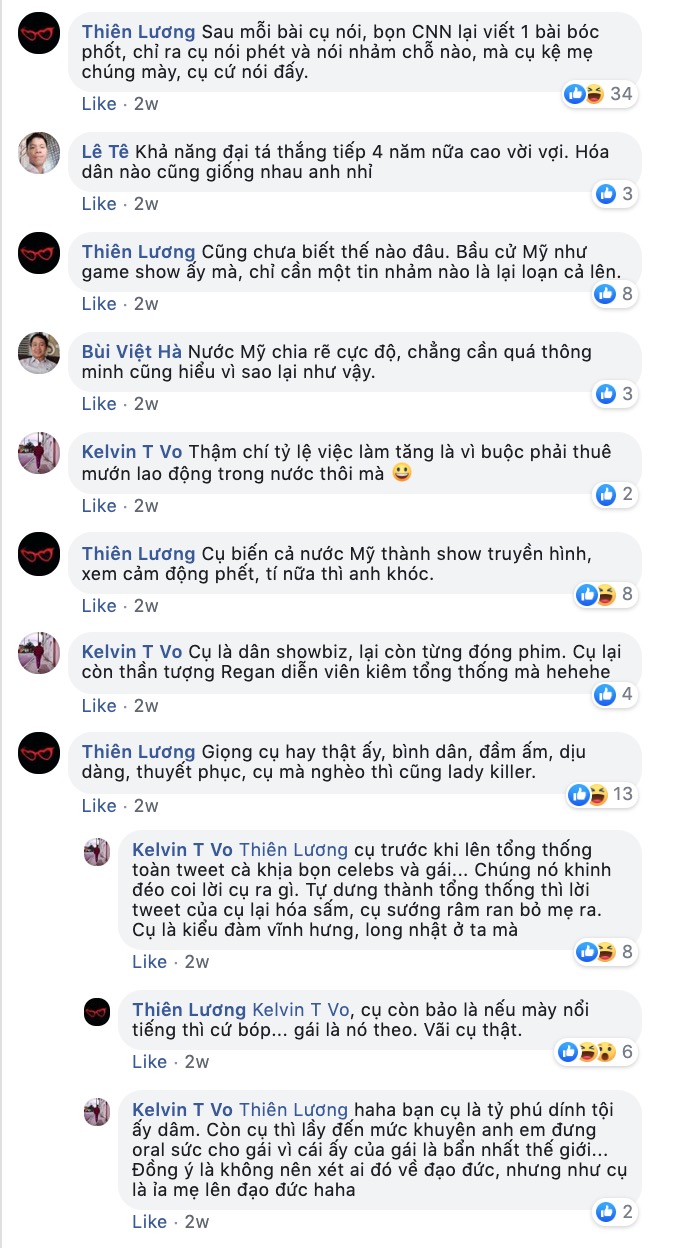 Thiên Lương Sau mỗi bài cụ nói, bọn CNN lại viết 1 bài bóc
phốt, chỉ ra cụ nói phét và nói nhảm chỗ nào, mà cụ kệ mẹ
chúng mày, cụ cứ nói đấy.
34
Like · 2w
Lê Tê Khả năng đại tá thắng tiếp 4 năm nữa cao vời vợi. Hóa
dân nào cũng giống nhau anh nhỉ
3
Like · 2w
Thiên Lương Cũng chưa biết thế nào đâu. Bầu cử Mỹ như
game show ấy mà, chỉ cần một tin nhảm nào là lại loạn cả lên.
8
Like · 2w
Bùi Việt Hà Nước Mỹ chia rẽ cực độ, chẳng cần quá thông
minh cũng hiểu vì sao lại như vậy.
3
Like · 2w
Kelvin T Vo Thậm chí tỷ lệ việc làm tăng là vì buộc phải thuê
mướn lao động trong nước thôi mà 😀
2
Like · 2w
Thiên Lương Cụ biến cả nước Mỹ thành show truyền hình,
xem cảm động phết, tí nữa thì anh khóc.
8
Like · 2w
Kelvin T Vo Cụ là dân showbiz, lại còn từng đóng phim. Cụ lại
còn thần tượng Regan diễn viên kiêm tổng thống mà hehehe
4
Like · 2w
Thiên Lương Giọng cụ hay thật ấy, bình dân, đầm ấm, dịu
dàng, thuyết phục, cụ mà nghèo thì cũng lady killer.
13
Like · 2w
Kelvin T Vo Thiên Lương cụ trước khi lên tổng thống
toàn tweet cà khịa bọn celebs và gái... Chúng nó khinh
đéo coi lời cụ ra gì. Tự dưng thành tổng thống thì lời
tweet của cụ lại hóa sấm, cụ sướng râm ran bỏ mẹ ra.
Cụ là kiểu đàm vĩnh hưng, long nhật ở ta mà
8
Like · 2w
Thiên Lương Kelvin T Vo, cụ còn bảo là nếu mày nổi
tiếng thì cứ bóp... gái là nó theo. Vãi cụ thật.
6
Like · 2w
Kelvin T Vo Thiên Lương haha bạn cụ là tỷ phú dính tội
ấy dâm. Còn cụ thì lầy đến mức khuyên anh em đưng
oral sức cho gái vì cái ấy của gái là bẩn nhất thế giới...
Đồng ý là không nên xét ai đó về đạo đức, nhưng như cụ
là ỉa mẹ lên đạo đức haha
2
Like · 2w